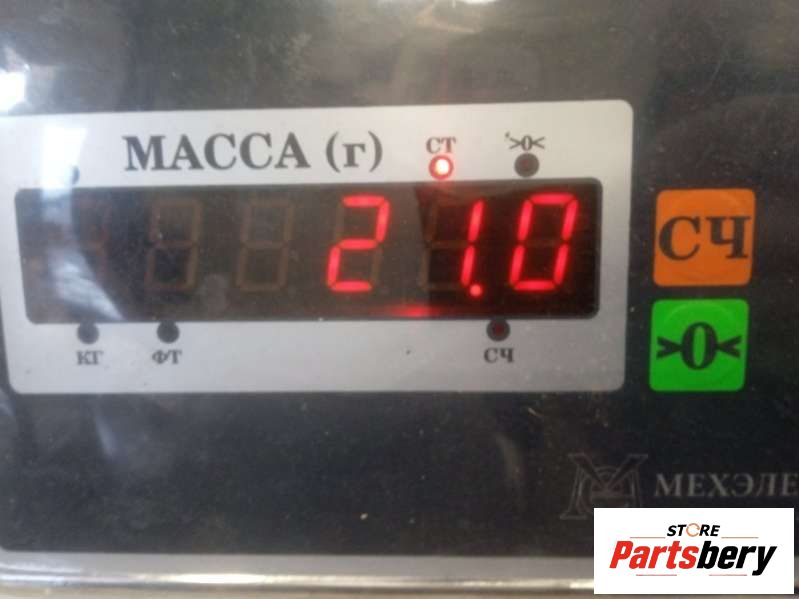 МАССА (г)
СТ
>0<
21.0
КГ
ФТ
СЧ
СЧ
>0<
МЕХЭЛЕ
STORE
Partsbery